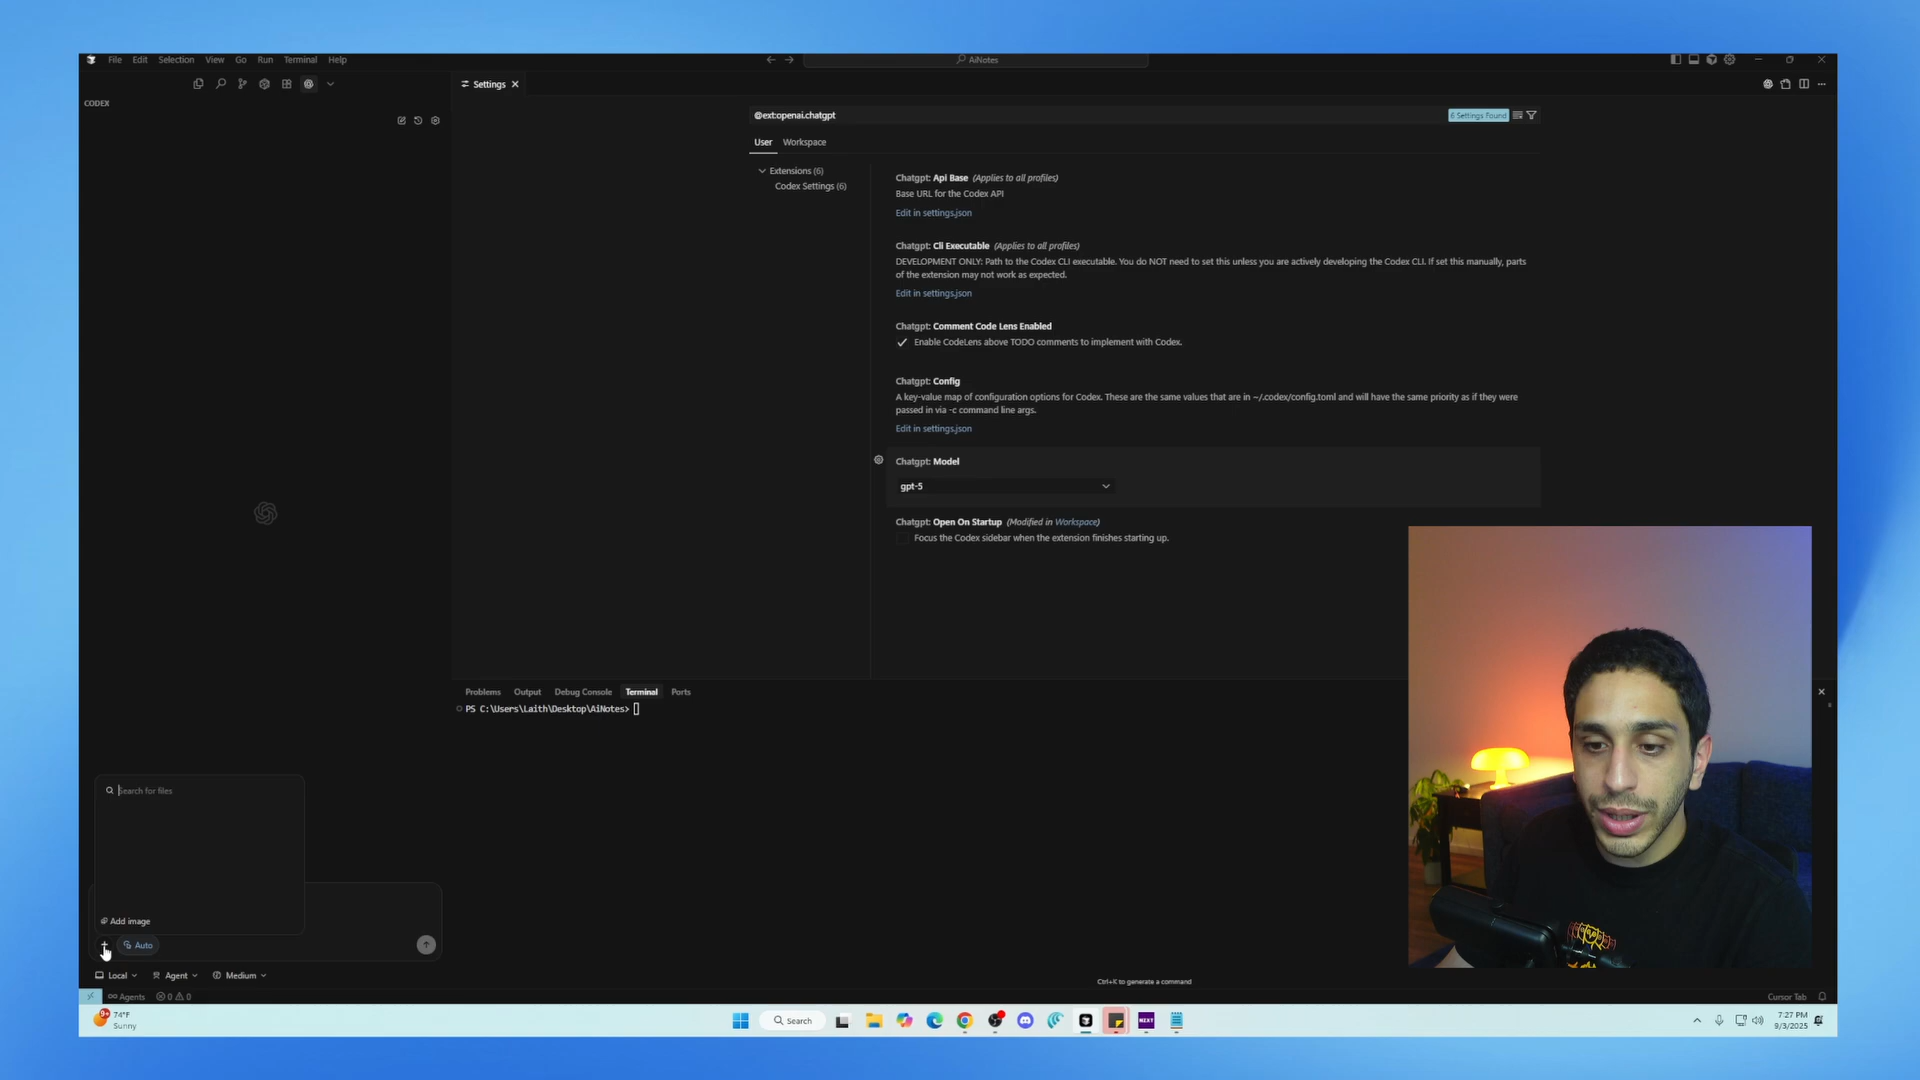 File Edit Selection View Go Run Terminal Help
AiNotes
CODEX
Settings
@ext:openai.chatgpt
6 Settings Found
User Workspace
Extensions (6)
Codex Settings (6)
Chatgpt: Api Base (Applies to all profiles)
Base URL for the Codex API
Edit in settings.json
Chatgpt: Cli Executable (Applies to all profiles)
DEVELOPMENT ONLY: Path to the Codex CLI executable. You do NOT need to set this unless you are actively developing the Codex CLI. If set this manually, parts
of the extension may not work as expected.
Edit in settings.json
Chatgpt: Comment Code Lens Enabled
Enable CodeLens above TODO comments to implement with Codex.
Chatgpt: Config
A key-value map of configuration options for Codex. These are the same values that are in ~/.codex/config.toml and will have the same priority as if they were
passed in via -c command line args.
Edit in settings.json
Chatgpt: Model
gpt-5
Chatgpt: Open On Startup (Modified in Workspace)
Focus the Codex sidebar when the extension finishes starting up.
Problems Output Debug Console Terminal Ports
PS C:\Users\Laith\Desktop\AiNotes>
Search for files
Add image
Auto
Local Agent Medium
Ctrl+K to generate a command
Agents 0 0
Cursor Tab
9+
74°F
Sunny
Search
NEXT
7:27 PM
9/3/2025